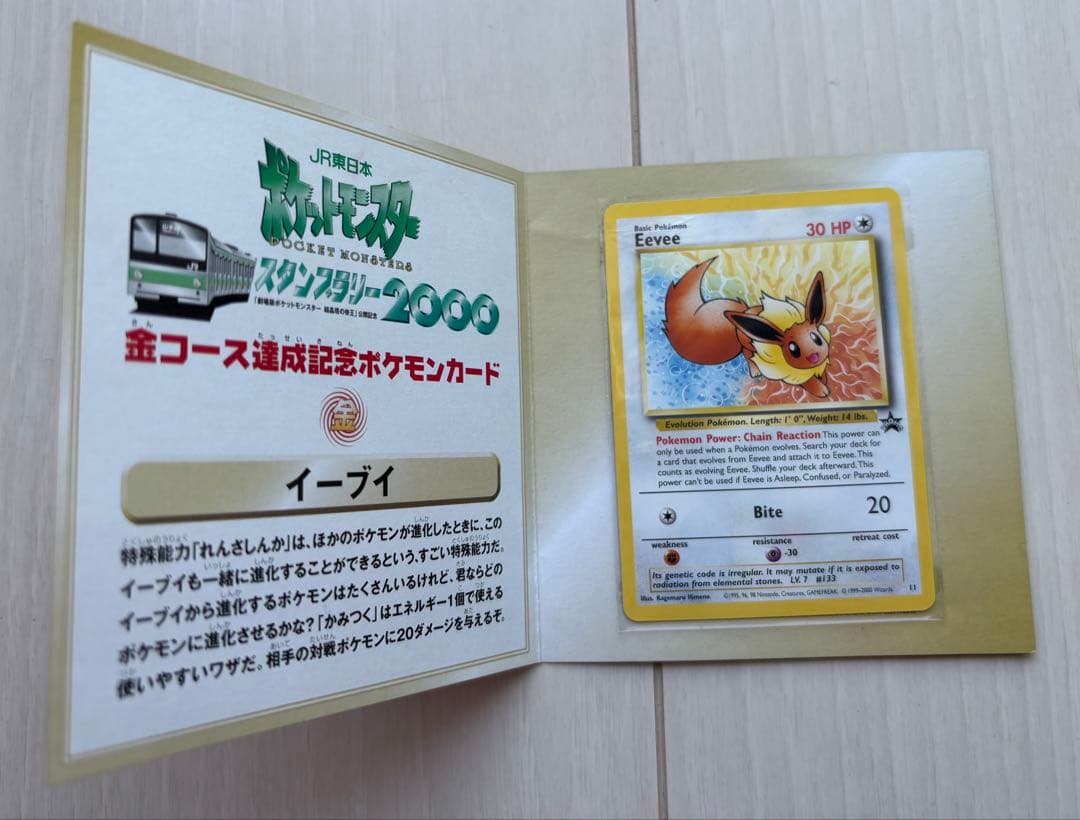 JR東日本
ポケットモンスター
POCKET MONSTERS
スタンプラリー2000
「劇場版ポケットモンスター 結晶塔の帝王」公開記念
金コース達成記念ポケモンカード
金
イーブイ
特殊能力「れんさしんか」は、ほかのポケモンが進化したときに、この
イーブイも一緒に進化することができるという、すごい特殊能力だ。
イーブイから進化するポケモンはたくさんいるけれど、君ならどの
ポケモンに進化させるかな?「かみつく」はエネルギー1個で使える
使いやすいワザだ。相手の対戦ポケモンに20ダメージを与えるぞ。
Basic Pokémon
Eevee
30 HP
Evolution Pokémon. Length: 1' 0", Weight: 14 lbs.
Pokemon Power: Chain Reaction This power can
only be used when a Pokémon evolves. Search your deck for
a card that evolves from Eevee and attach it to Eevee. This
counts as evolving Eevee. Shuffle your deck afterward. This
power can't be used if Eevee is Asleep, Confused, or Paralyzed.
Bite
20
weakness
resistance
-30
retreat cost
Its genetic code is irregular. It may mutate if it is exposed to
radiation from elemental stones. LV. 7 #133
Illus. Kagemaru Himeno
©1995, 96, 98 Nintendo, Creatures, GAMEFREAK. © 1999-2000 Wizards.
11